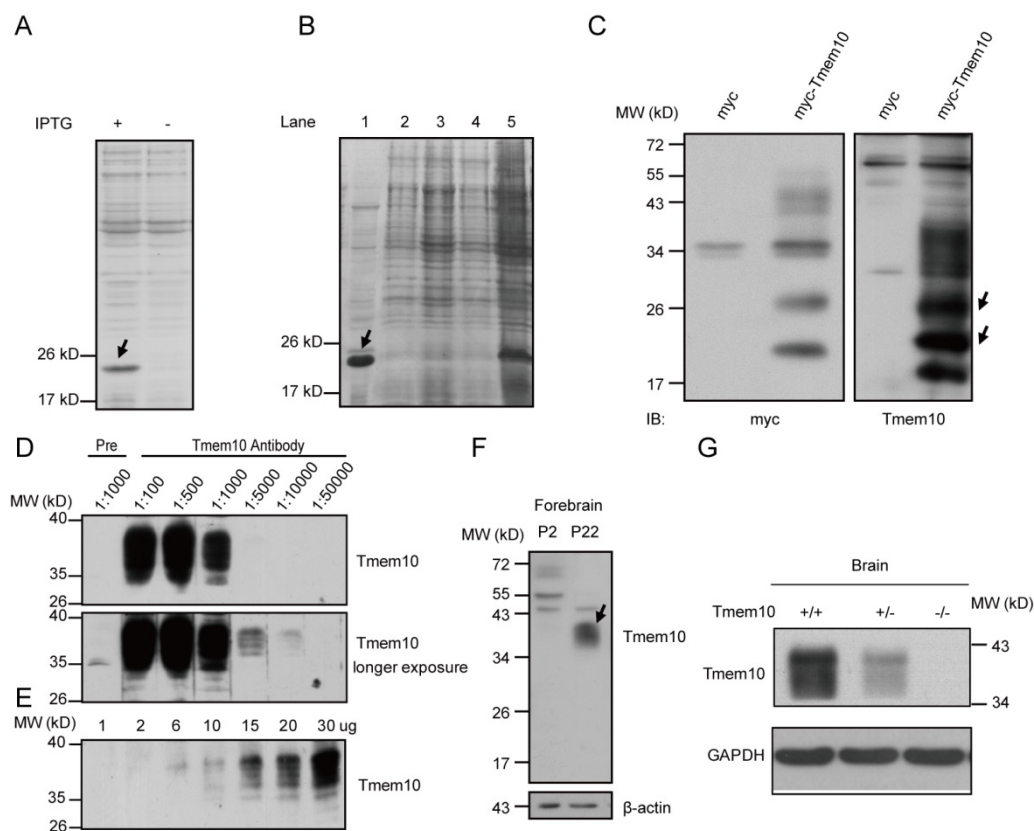 A
IPTG + -
26 kD
17 kD
B
Lane 1 2 3 4 5
26 kD
17 kD
C
MW (kD) myc myc-Tmem10 myc myc-Tmem10
72
55
43
34
26
17
IB: myc Tmem10
D
Pre Tmem10 Antibody
MW (kD) 1:1000 1:100 1:500 1:1000 1:5000 1:10000 1:50000
40
35
26
Tmem10
40
35
26
Tmem10
longer exposure
E
MW (kD) 1 2 6 10 15 20 30 ug
40
35
26
Tmem10
F
Forebrain
MW (kD) P2 P22
72
55
43
34
26
17
Tmem10
43
β-actin
G
Brain
Tmem10 +/+ +/- -/- MW (kD)
Tmem10
43
34
GAPDH